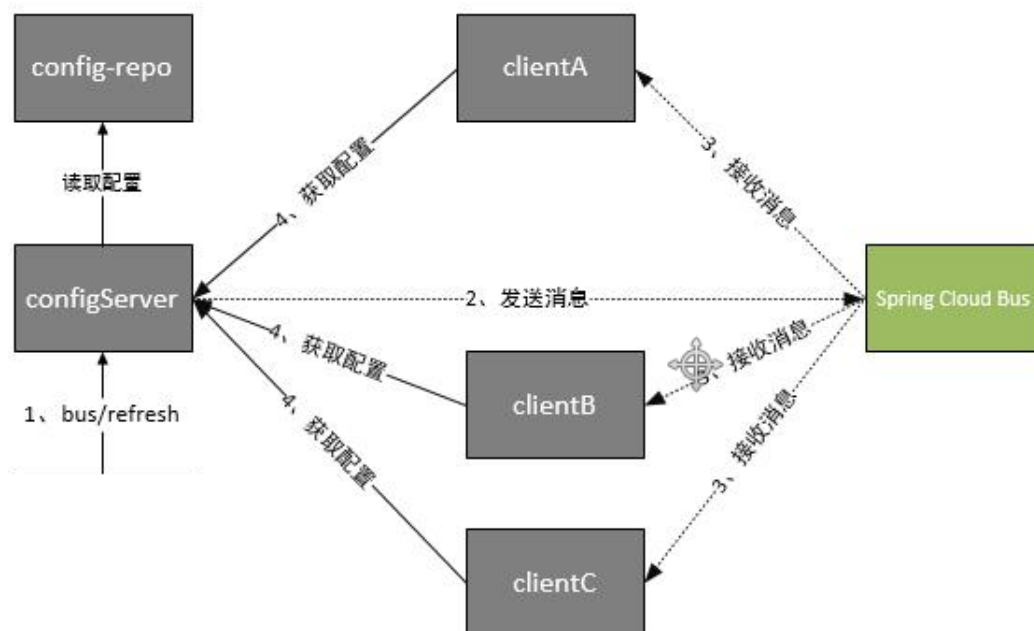 config-repo
clientA
3、接收消息
4、获取配置
读取配置
configServer
2、发送消息
Spring Cloud Bus
4、获取配置
、接收消息
clientB
1、bus/refresh
4、获取配置
3、接收消息
clientC